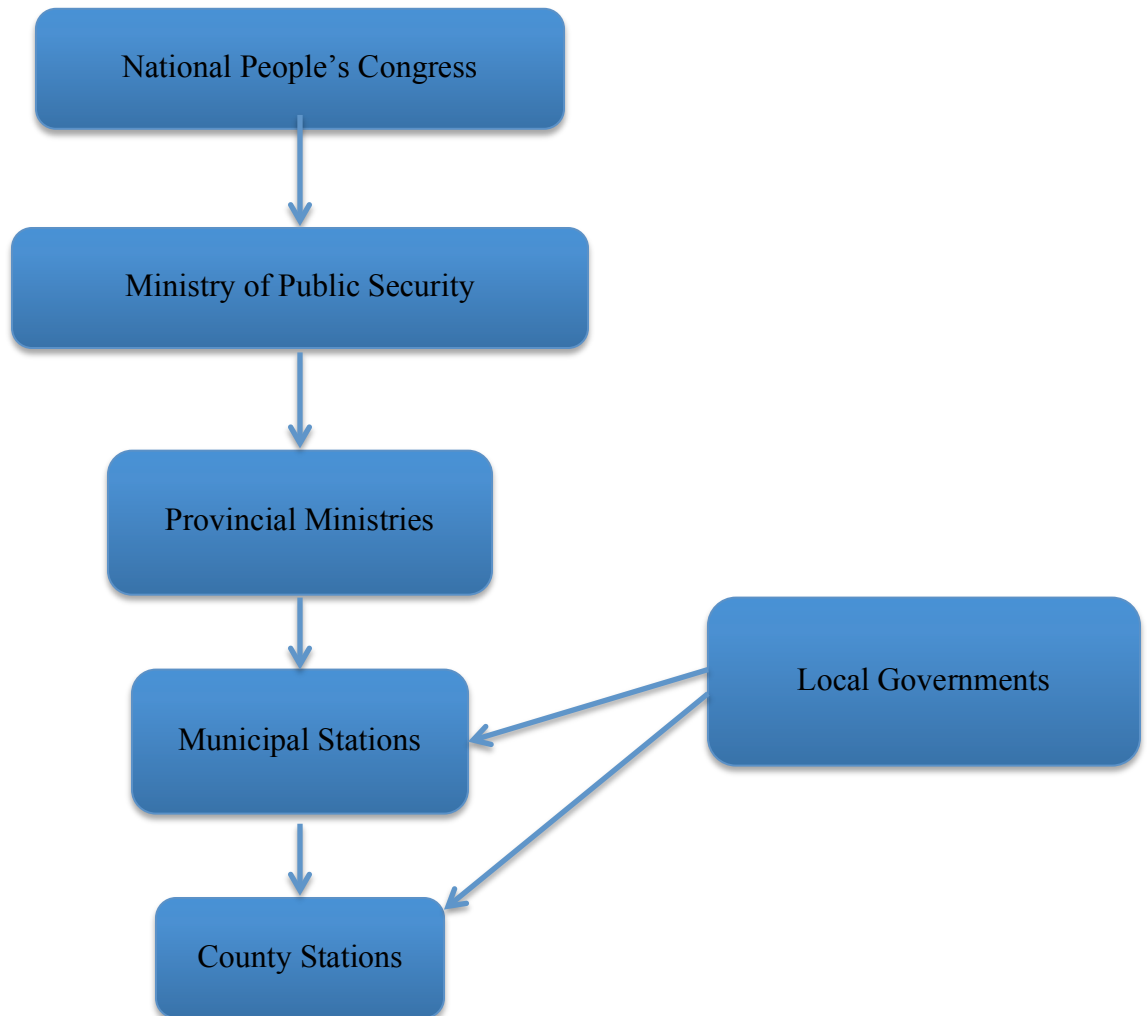 National People’s Congress
Ministry of Public Security
Provincial Ministries
Local Governments
Municipal Stations
County Stations